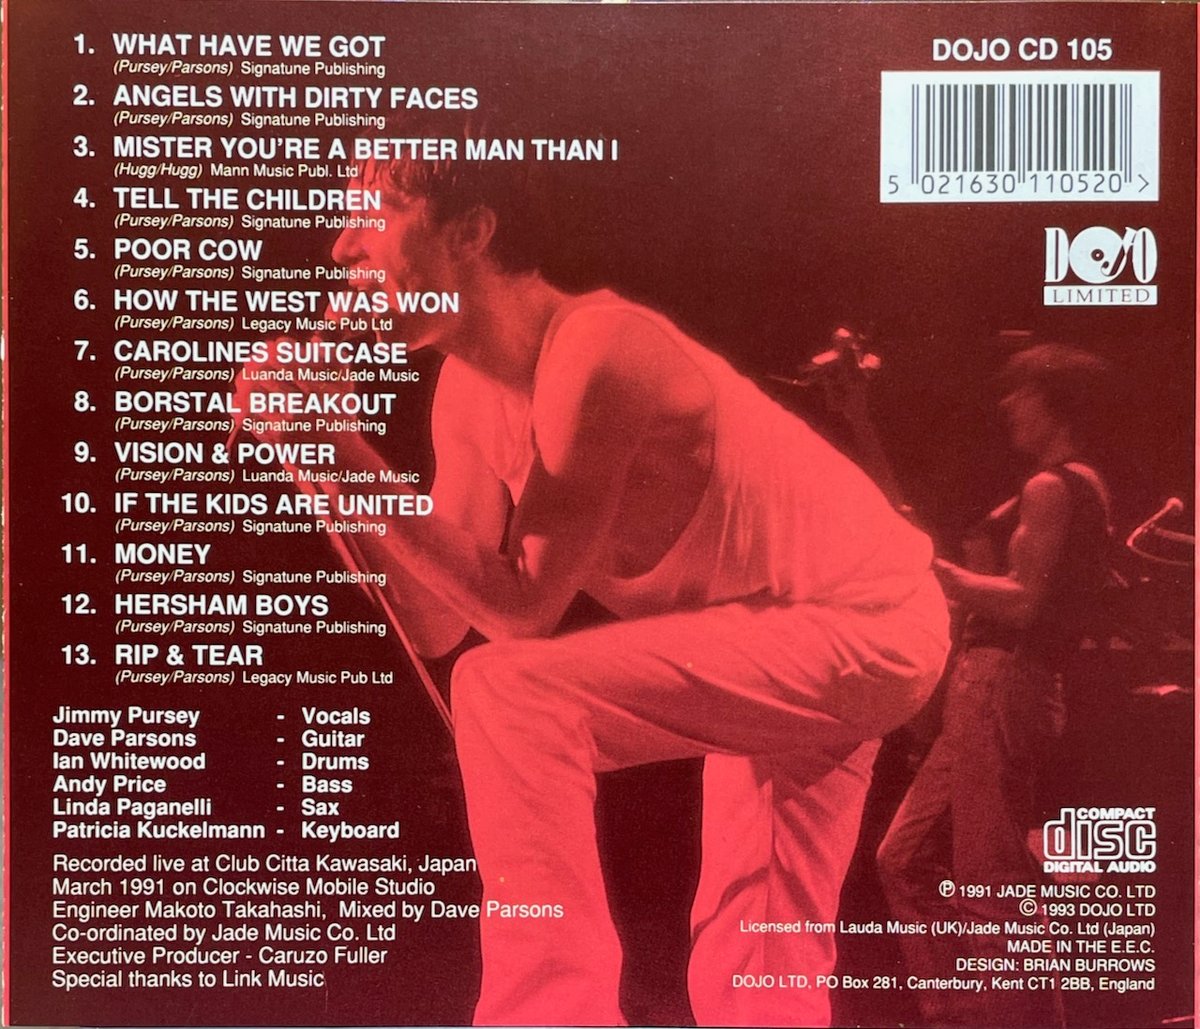 1. WHAT HAVE WE GOT
(Pursey/Parsons) Signatune Publishing
2. ANGELS WITH DIRTY FACES
(Pursey/Parsons) Signatune Publishing
3. MISTER YOU'RE A BETTER MAN THAN I
(Hugg/Hugg) Mann Music Publ. Ltd
4. TELL THE CHILDREN
(Pursey/Parsons) Signatune Publishing
5. POOR COW
(Pursey/Parsons) Signatune Publishing
6. HOW THE WEST WAS WON
(Pursey/Parsons) Legacy Music Pub Ltd
7. CAROLINES SUITCASE
(Pursey/Parsons) Luanda Music/Jade Music
8. BORSTAL BREAKOUT
(Pursey/Parsons) Signatune Publishing
9. VISION & POWER
(Pursey/Parsons) Luanda Music/Jade Music
10. IF THE KIDS ARE UNITED
(Pursey/Parsons) Signatune Publishing
11. MONEY
(Pursey/Parsons) Signatune Publishing
12. HERSHAM BOYS
(Pursey/Parsons) Signatune Publishing
13. RIP & TEAR
(Pursey/Parsons) Legacy Music Pub Ltd
Jimmy Pursey - Vocals
Dave Parsons - Guitar
Ian Whitewood - Drums
Andy Price - Bass
Linda Paganelli - Sax
Patricia Kuckelmann - Keyboard
Recorded live at Club Citta Kawasaki, Japan
March 1991 on Clockwise Mobile Studio
Engineer Makoto Takahashi, Mixed by Dave Parsons
Co-ordinated by Jade Music Co. Ltd
Executive Producer - Caruzo Fuller
Special thanks to Link Music
DOJO CD 105
5 021630 110520 >
DOJO
LIMITED
COMPACT
disc
DIGITAL AUDIO
℗ 1991 JADE MUSIC CO. LTD
© 1993 DOJO LTD
Licensed from Lauda Music (UK)/Jade Music Co. Ltd (Japan)
MADE IN THE E.E.C.
DESIGN: BRIAN BURROWS
DOJO LTD, PO Box 281, Canterbury, Kent CT1 2BB, England